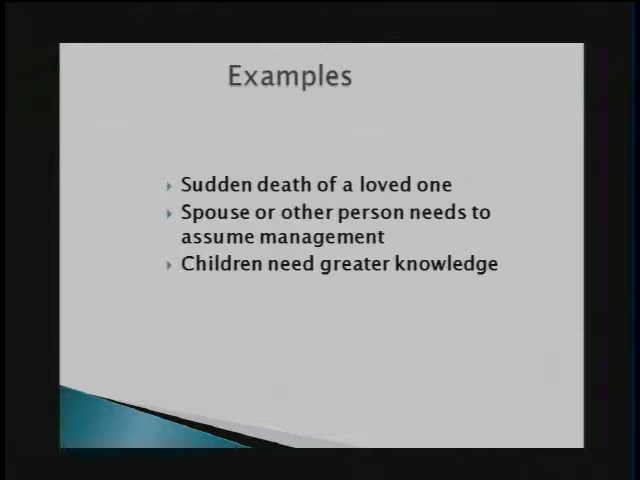 Examples
Sudden death of a loved one
Spouse or other person needs to
assume management
Children need greater knowledge